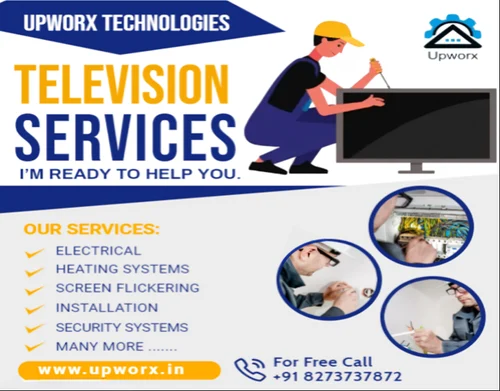 UPWORX TECHNOLOGIES
Upworx
TELEVISION
SERVICES
I'M READY TO HELP YOU.
OUR SERVICES:
ELECTRICAL
HEATING SYSTEMS
SCREEN FLICKERING
INSTALLATION
SECURITY SYSTEMS
MANY MORE .......
www.upworx.in
For Free Call
+91 8273737872